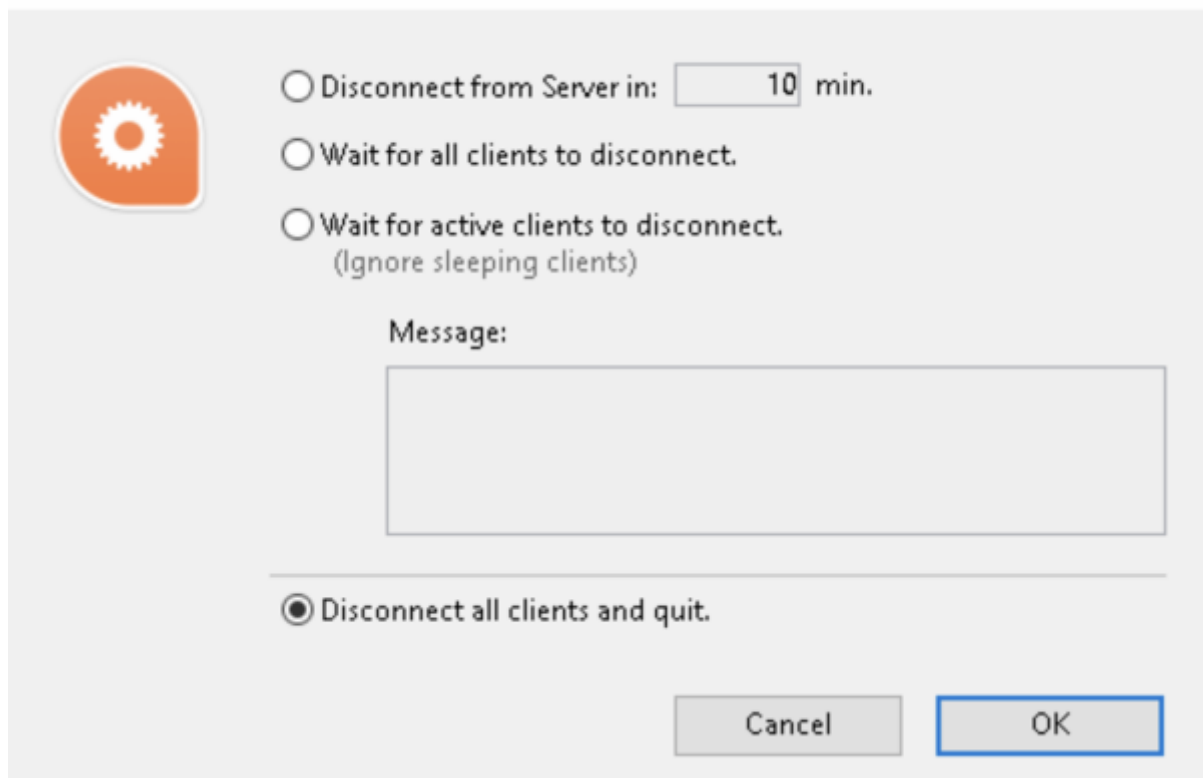 Disconnect from Server in: 10 min.
Wait for all clients to disconnect.
Wait for active clients to disconnect.
(Ignore sleeping clients)
Message:
Disconnect all clients and quit.
Cancel OK